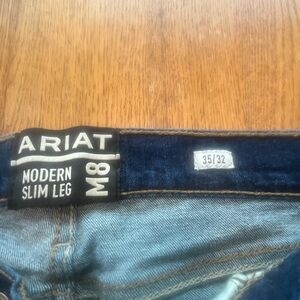 ARIAT
MODERN
SLIM LEG
M8
35/32